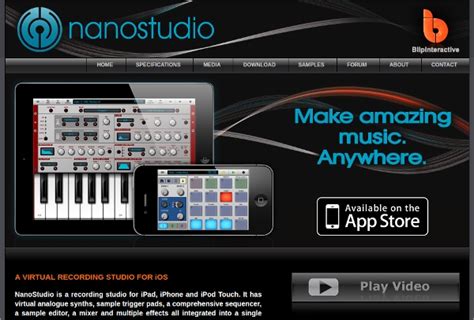 nanostudio
BlipInteractive
HOME
SPECIFICATIONS
MEDIA
DOWNLOAD
SAMPLES
FORUM
ABOUT
CONTACT
Make amazing
music.
Anywhere.
Available on the
App Store
A VIRTUAL RECORDING STUDIO FOR iOS
Play Video
NanoStudio is a recording studio for iPad, iPhone and iPod Touch. It has
virtual analogue synths, sample trigger pads, a comprehensive sequencer,
a sample editor, a mixer and multiple effects all integrated into a single